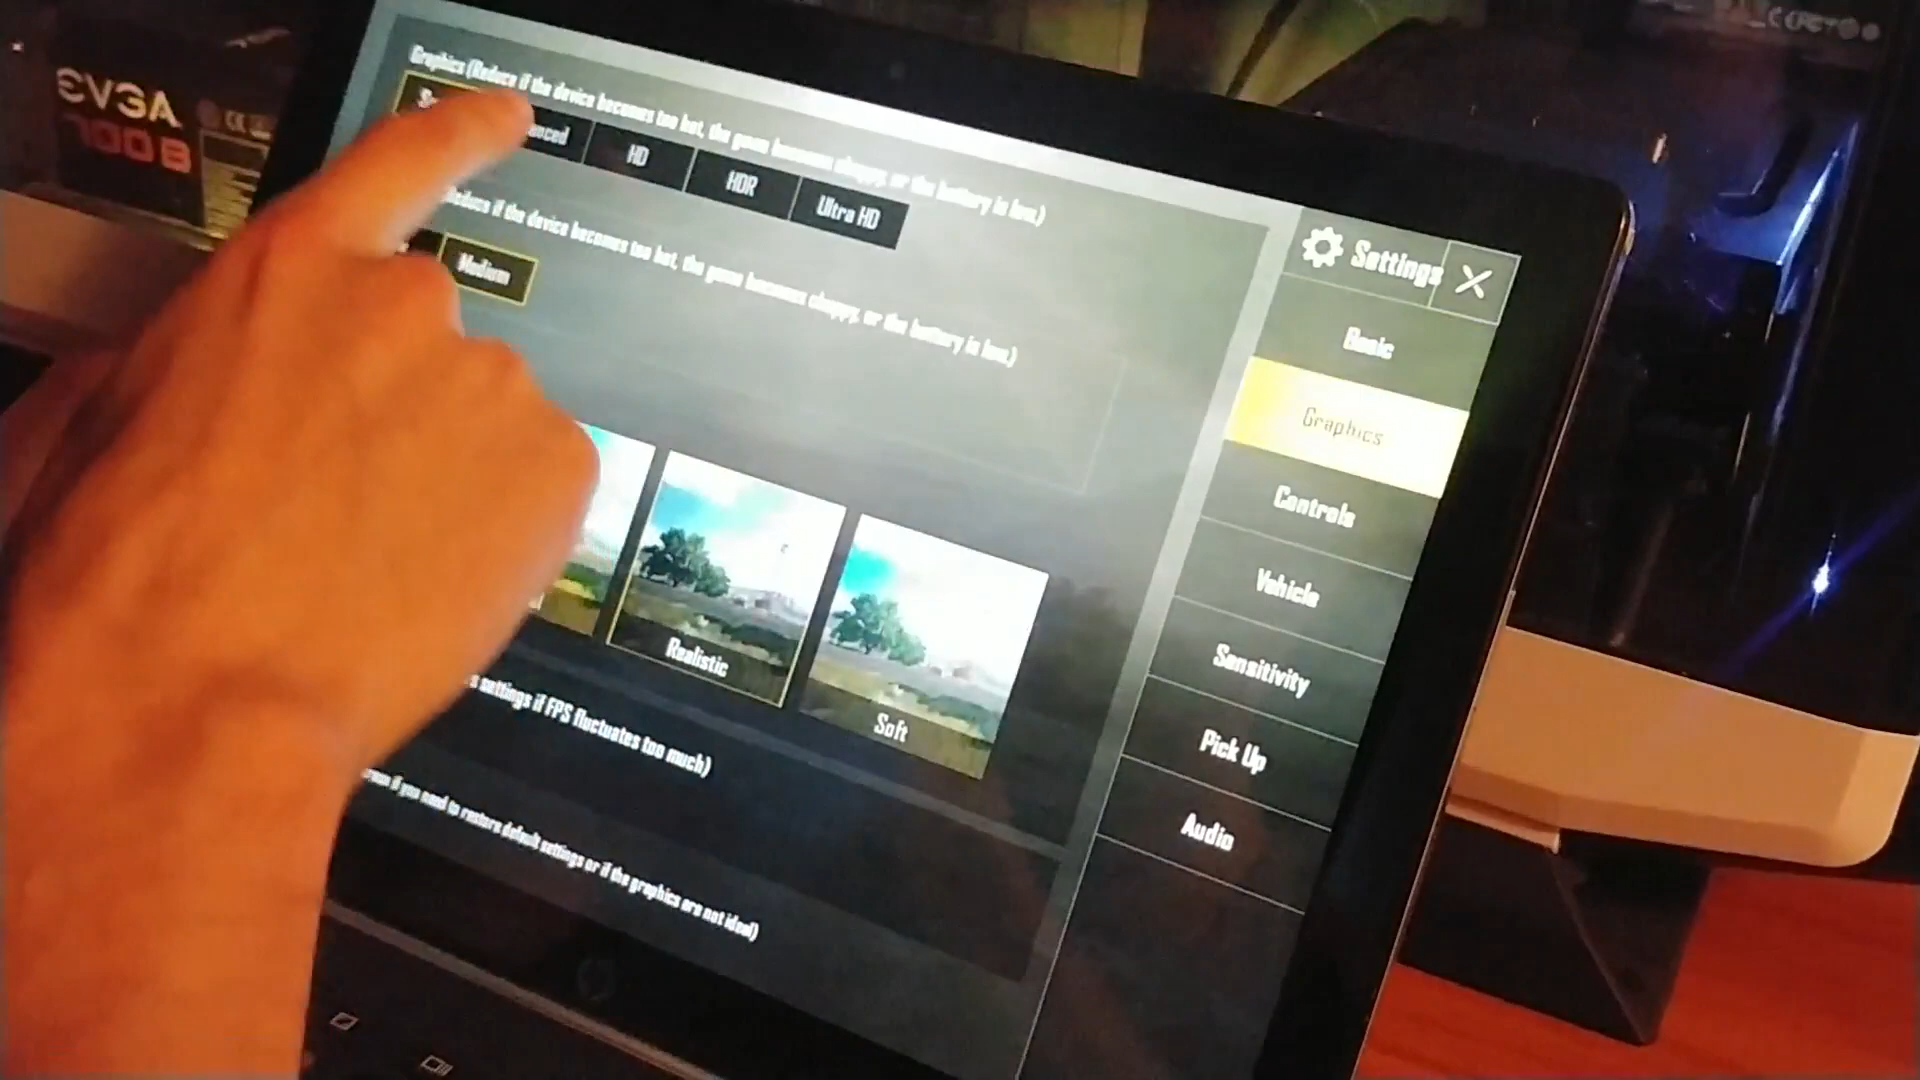 EVGA
700 B
Graphics (Reduce if the device becomes too hot, the game becomes choppy, or the battery is low.)
HD
HDR
Ultra HD
Reduce if the device becomes too hot, the game becomes choppy, or the battery is low.)
Medium
Realistic
Soft
settings if FPS fluctuates too much)
if you need to restore default settings or if the graphics are not ideal)
Settings
Basic
Graphics
Controls
Vehicle
Sensitivity
Pick Up
Audio
hp